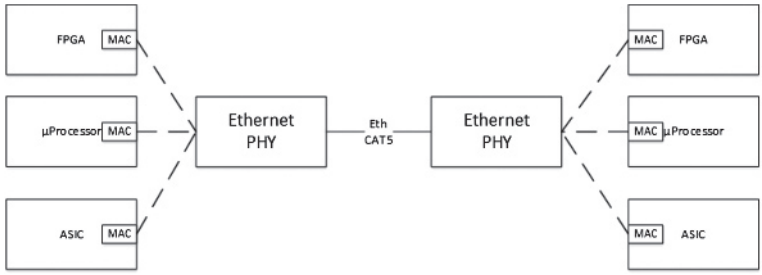 FPGA MAC
MAC FPGA
Ethernet
PHY
Eth
CAT5
Ethernet
PHY
µProcessor MAC
MAC µProcessor
ASIC MAC
MAC ASIC